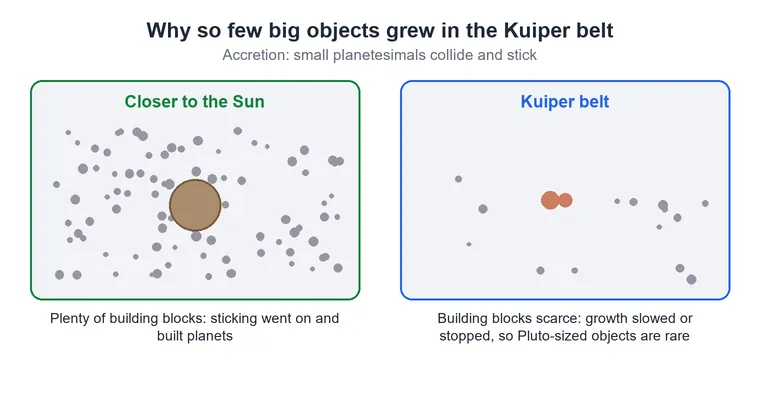 Why so few big objects grew in the Kuiper belt
Accretion: small planetesimals collide and stick
Closer to the Sun
Kuiper belt
Plenty of building blocks: sticking went on and
built planets
Building blocks scarce: growth slowed or
stopped, so Pluto-sized objects are rare